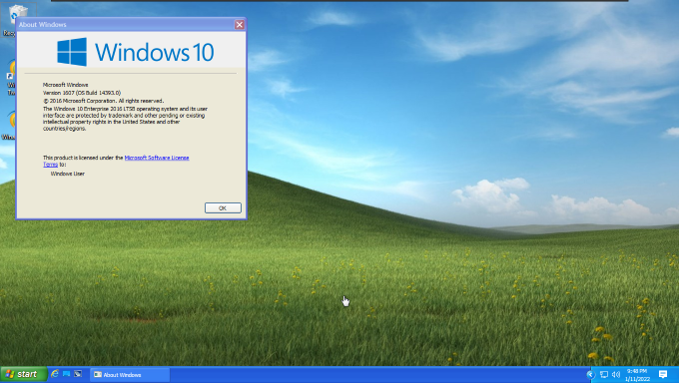 About Windows
Windows 10
Microsoft Windows
Version 1607 (OS Build 14393.0)
© 2016 Microsoft Corporation. All rights reserved.
The Windows 10 Enterprise 2016 LTSB operating system and its user
interface are protected by trademark and other pending or existing
intellectual property rights in the United States and other
countries/regions.
This product is licensed under the Microsoft Software License
Terms to:
Windows User
OK
start
About Windows
9:48 PM
1/11/2022